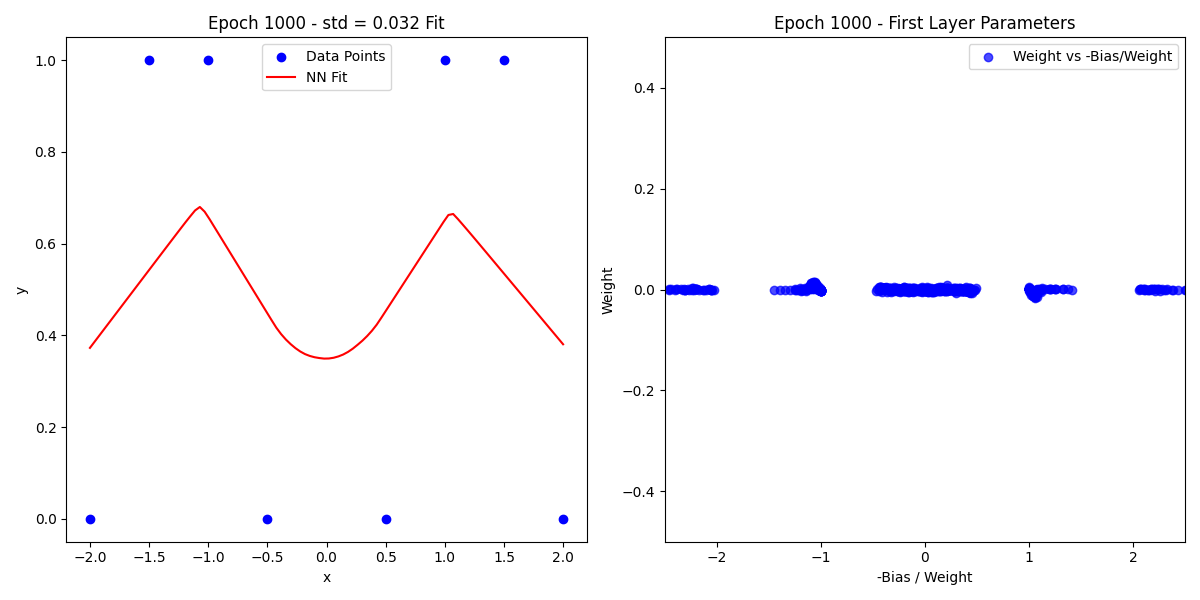 Epoch 1000 - std = 0.032 Fit
Data Points
NN Fit
1.0
0.8
0.6
0.4
0.2
0.0
y
−2.0 −1.5 −1.0 −0.5 0.0 0.5 1.0 1.5 2.0
x
Epoch 1000 - First Layer Parameters
Weight vs -Bias/Weight
0.4
0.2
0.0
−0.2
−0.4
Weight
−2 −1 0 1 2
-Bias / Weight